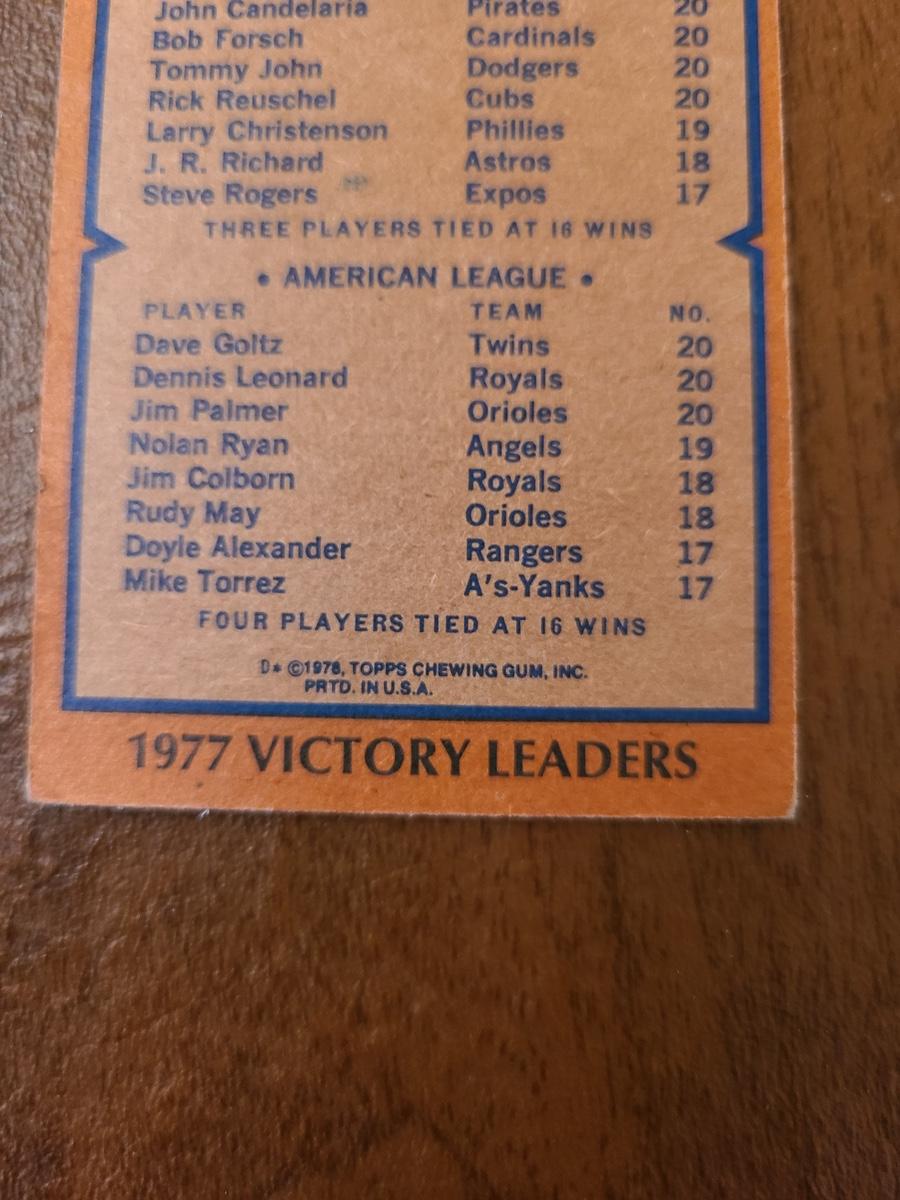 John Candelaria Pirates 20
Bob Forsch Cardinals 20
Tommy John Dodgers 20
Rick Reuschel Cubs 20
Larry Christenson Phillies 19
J. R. Richard Astros 18
Steve Rogers Expos 17
THREE PLAYERS TIED AT 16 WINS
• AMERICAN LEAGUE •
PLAYER TEAM NO.
Dave Goltz Twins 20
Dennis Leonard Royals 20
Jim Palmer Orioles 20
Nolan Ryan Angels 19
Jim Colborn Royals 18
Rudy May Orioles 18
Doyle Alexander Rangers 17
Mike Torrez A's-Yanks 17
FOUR PLAYERS TIED AT 16 WINS
D* ©1978, TOPPS CHEWING GUM, INC.
PRTD. IN U.S.A.
1977 VICTORY LEADERS